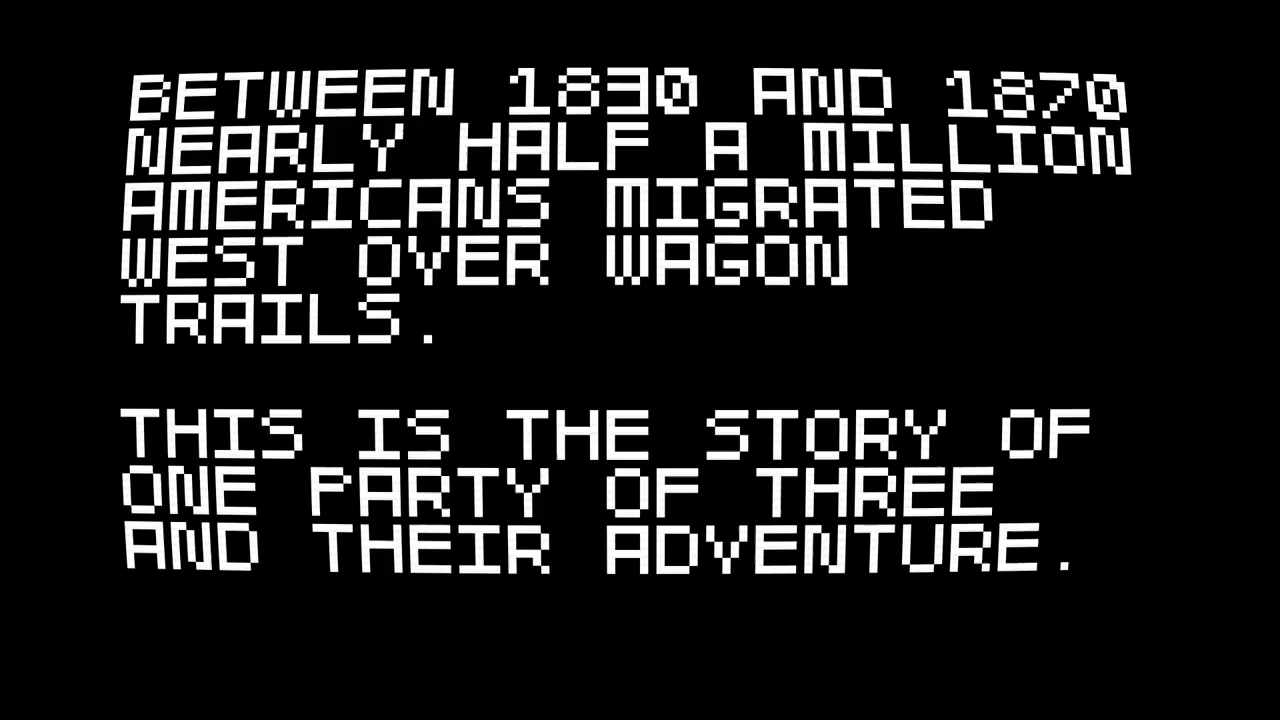 BETWEEN 1830 AND 1870
NEARLY HALF A MILLION
AMERICANS MIGRATED
WEST OVER WAGON
TRAILS.
THIS IS THE STORY OF
ONE PARTY OF THREE
AND THEIR ADVENTURE.